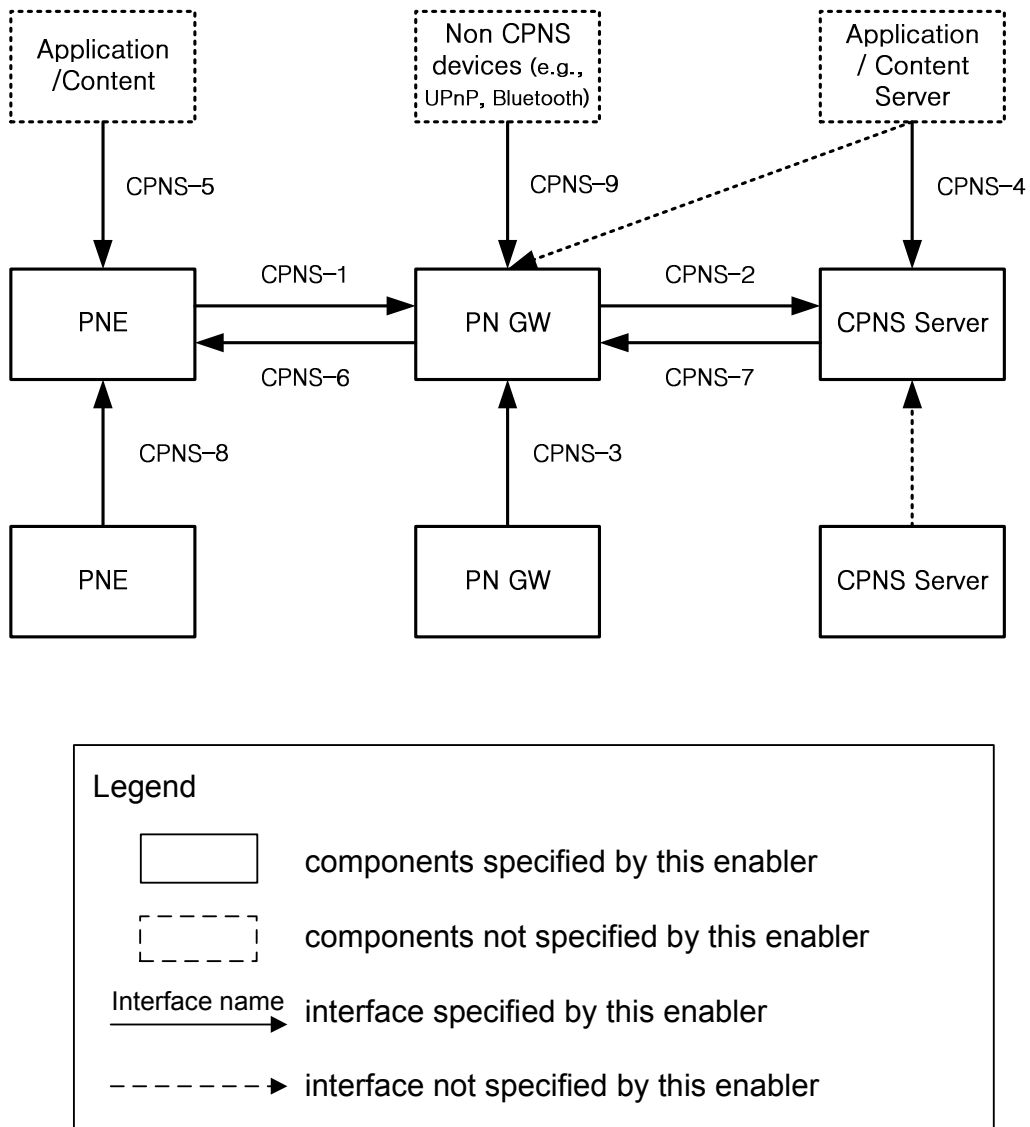 Application
/Content
Non CPNS
devices (e.g.,
UPnP, Bluetooth)
Application
/ Content
Server
CPNS-5
CPNS-9
CPNS-4
CPNS-1
CPNS-2
PNE
PN GW
CPNS Server
CPNS-6
CPNS-7
CPNS-8
CPNS-3
PNE
PN GW
CPNS Server
Legend
components specified by this enabler
components not specified by this enabler
Interface name
interface specified by this enabler
interface not specified by this enabler